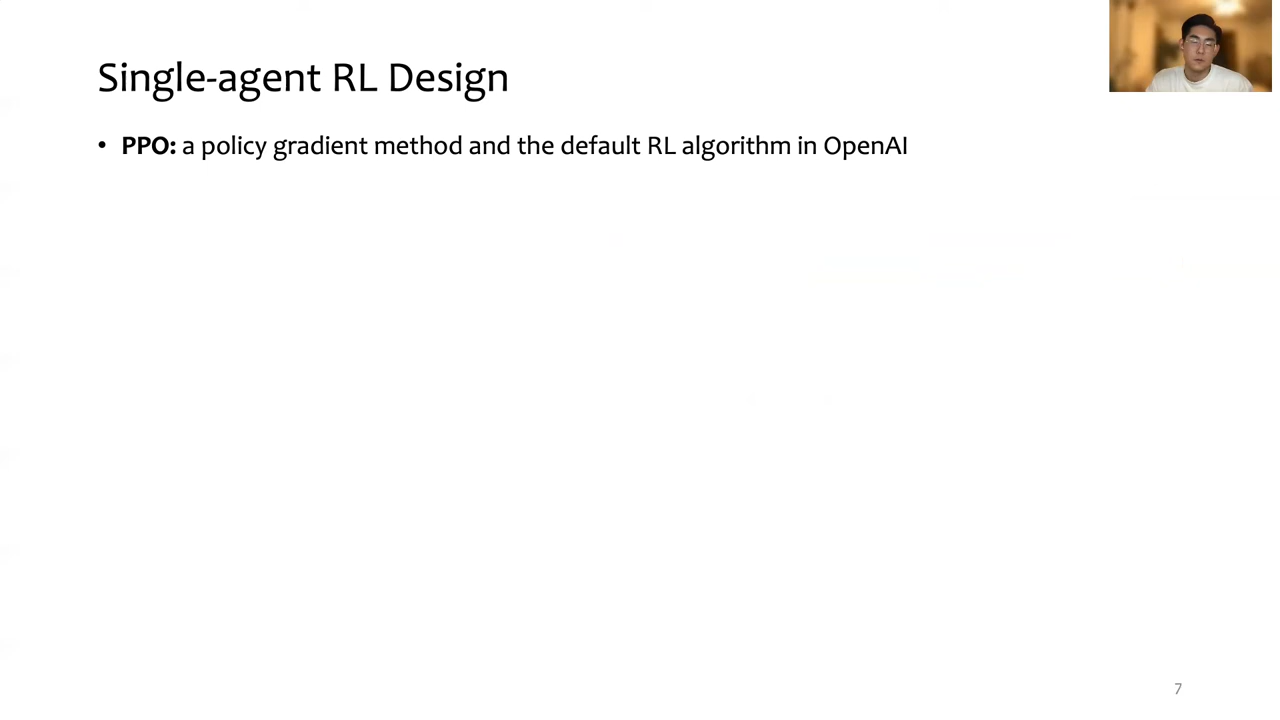 Single-agent RL Design
• PPO: a policy gradient method and the default RL algorithm in OpenAI
7